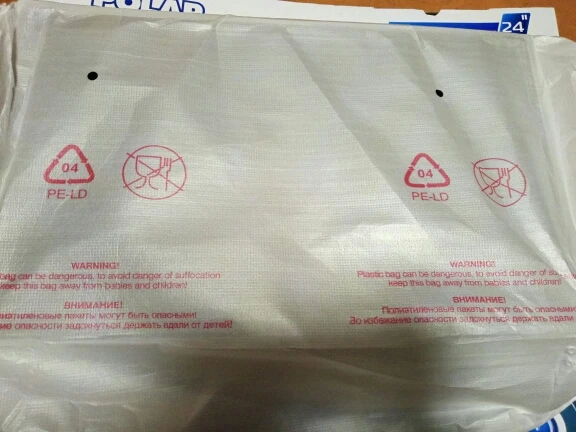 POLAR
24"
04
PE-LD
04
PE-LD
WARNING!
bag can be dangerous, to avoid danger of suffocation
keep this bag away from babies and children!
ВНИМАНИЕ!
пакеты могут быть опасными!
опасности задохнуться держать вдали от детей!
WARNING!
Plastic bag can be dangerous, to avoid danger of
keep this bag away from babies and children!
ВНИМАНИЕ!
Полиэтиленовые пакеты могут быть опасными!
Во избежание опасности задохнуться держать вдали